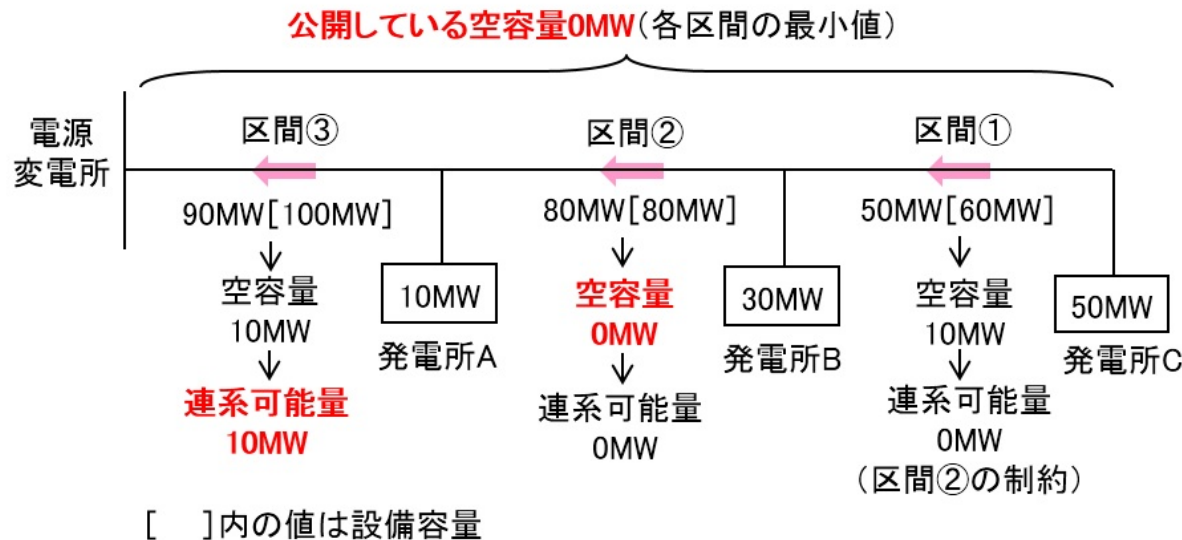 公開している空容量0MW(各区間の最小値)
電源
変電所
区間③
区間②
区間①
90MW[100MW]
80MW[80MW]
50MW[60MW]
空容量
10MW
10MW
空容量
0MW
30MW
空容量
10MW
50MW
発電所A
発電所B
発電所C
連系可能量
10MW
連系可能量
0MW
連系可能量
0MW
(区間②の制約)
[　]内の値は設備容量